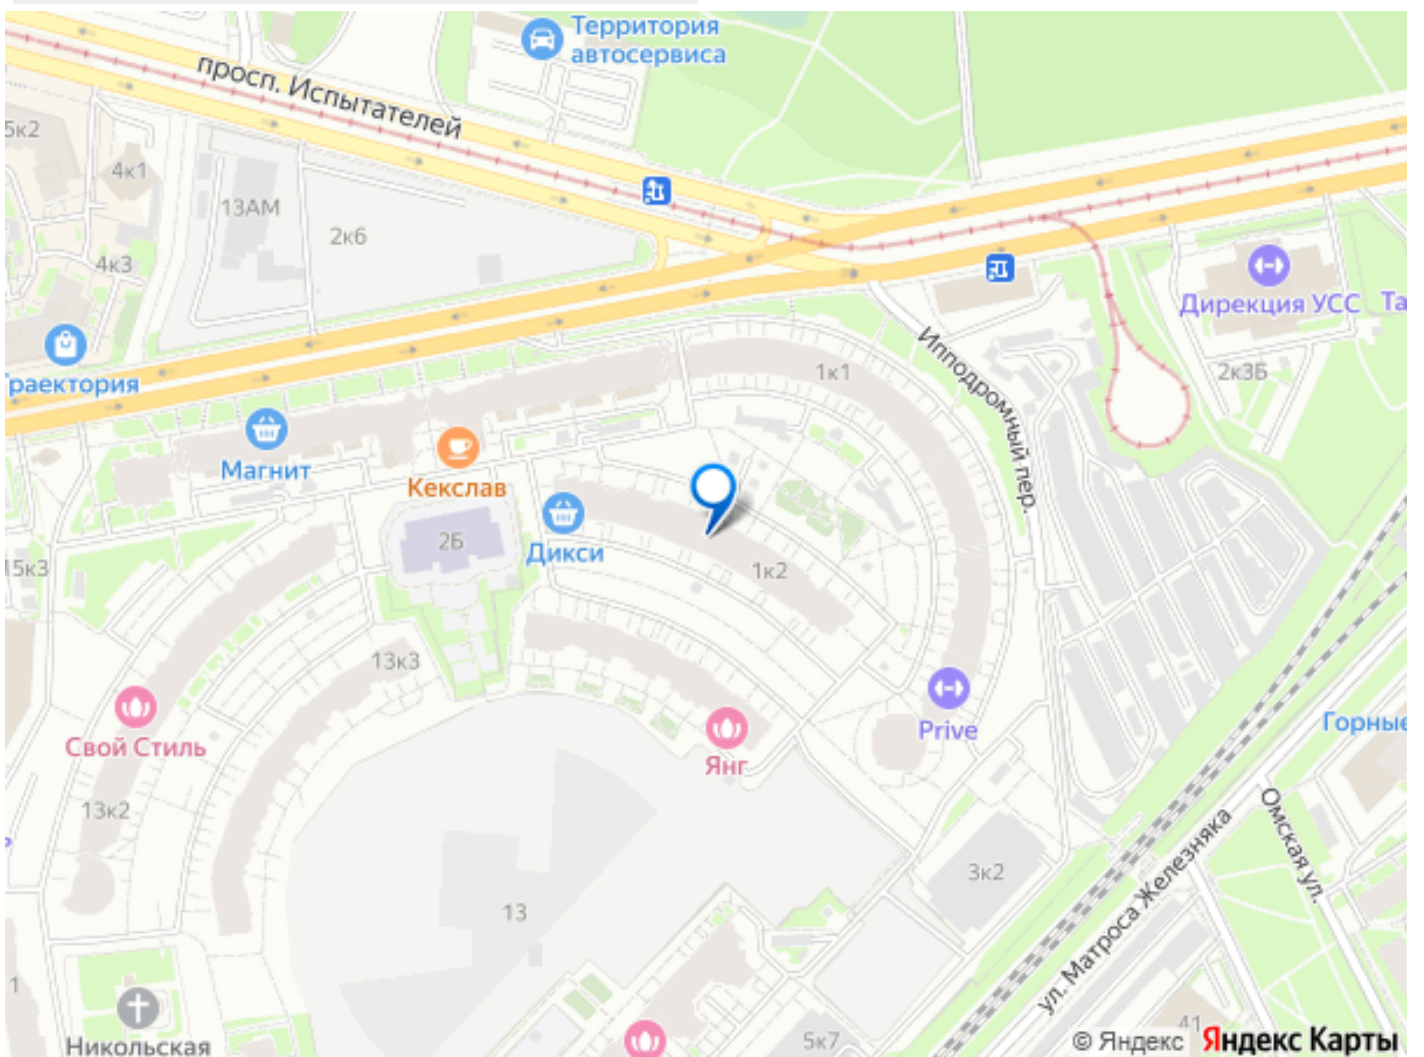 Территория
автосервиса
просп. Испытателей
5к2
4к1
13АМ
2к6
4к3
Дирекция УСС
Та
Ипподромный пер.
2к3Б
раектория
1к1
Магнит
Кекслав
2Б
Дикси
1к2
15к3
13к3
Свой Стиль
Янг
Prive
Горные
13к2
Омская ул.
ул. Матроса Железняка
3к2
13
1
Никольская
5к7
41
© Яндекс Яндекс Карты